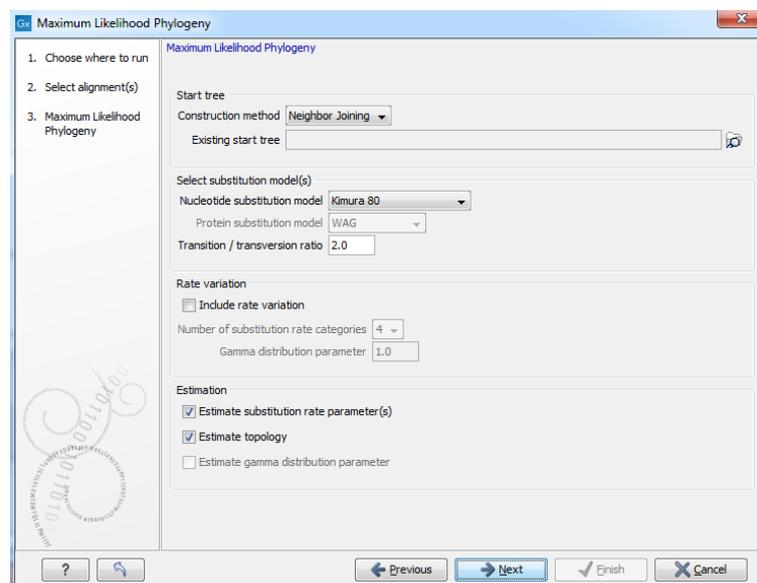 Gx Maximum Likelihood Phylogeny
1. Choose where to run
2. Select alignment(s)
3. Maximum Likelihood
Phylogeny
Maximum Likelihood Phylogeny
Start tree
Construction method Neighbor Joining
Existing start tree
Select substitution model(s)
Nucleotide substitution model Kimura 80
Protein substitution model WAG
Transition / transversion ratio 2.0
Rate variation
Include rate variation
Number of substitution rate categories 4
Gamma distribution parameter 1.0
Estimation
Estimate substitution rate parameter(s)
Estimate topology
Estimate gamma distribution parameter
? Previous Next Finish Cancel